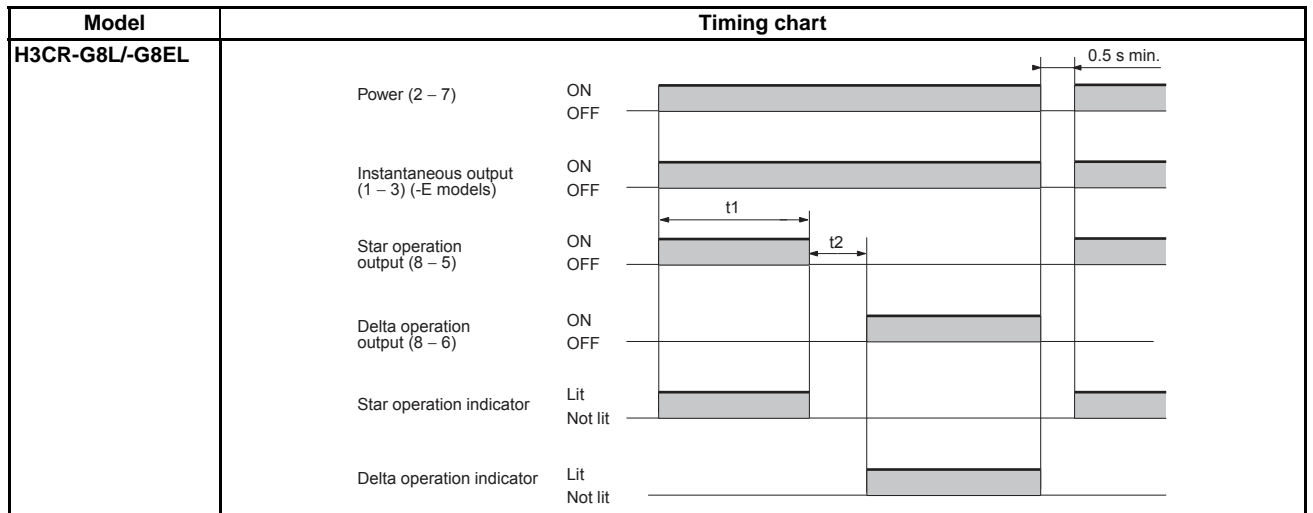 Model
Timing chart
H3CR-G8L/-G8EL
0.5 s min.
Power (2 – 7)
ON
OFF
Instantaneous output
(1 – 3) (-E models)
ON
OFF
t1
Star operation
output (8 – 5)
ON
OFF
t2
Delta operation
output (8 – 6)
ON
OFF
Star operation indicator
Lit
Not lit
Delta operation indicator
Lit
Not lit